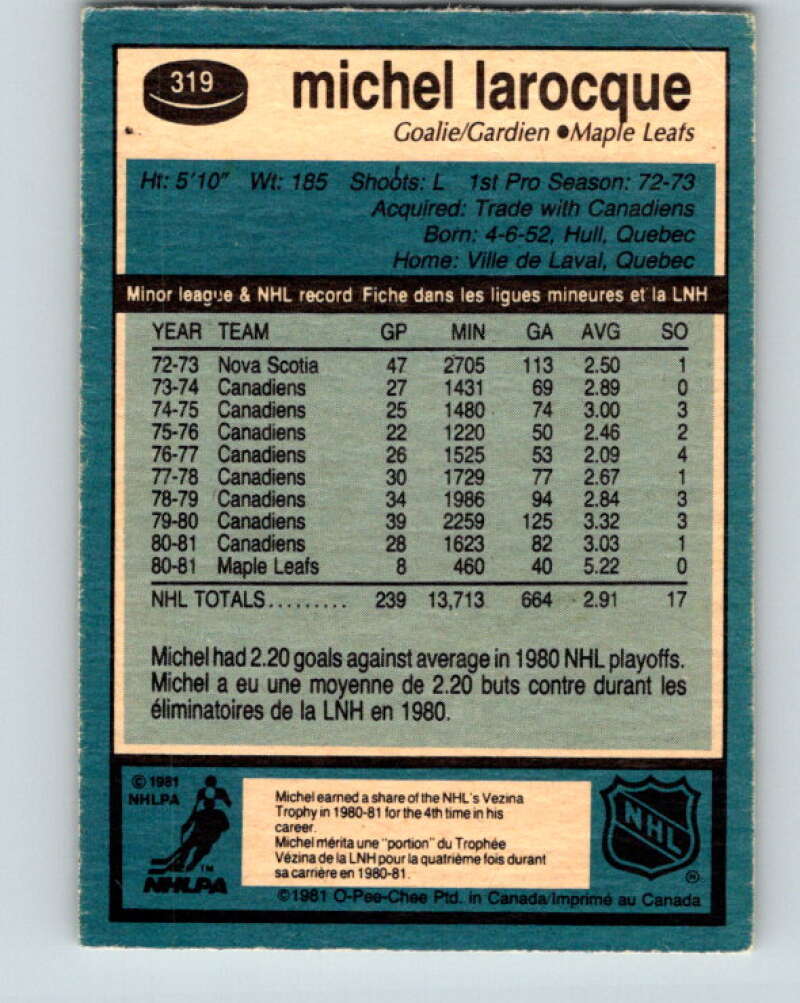 319
michel larocque
Goalie/Gardien ●Maple Leafs
Ht: 5'10" Wt: 185 Shoots: L 1st Pro Season: 72-73
Acquired: Trade with Canadiens
Born: 4-6-52, Hull, Quebec
Home: Ville de Laval, Quebec
Minor league & NHL record Fiche dans les ligues mineures et la LNH
YEAR TEAM GP MIN GA AVG SO
72-73 Nova Scotia 47 2705 113 2.50 1
73-74 Canadiens 27 1431 69 2.89 0
74-75 Canadiens 25 1480 74 3.00 3
75-76 Canadiens 22 1220 50 2.46 2
76-77 Canadiens 26 1525 53 2.09 4
77-78 Canadiens 30 1729 77 2.67 1
78-79 Canadiens 34 1986 94 2.84 3
79-80 Canadiens 39 2259 125 3.32 3
80-81 Canadiens 28 1623 82 3.03 1
80-81 Maple Leafs 8 460 40 5.22 0
NHL TOTALS......... 239 13,713 664 2.91 17
Michel had 2.20 goals against average in 1980 NHL playoffs.
Michel a eu une moyenne de 2.20 buts contre durant les
éliminatoires de la LNH en 1980.
© 1981
NHLPA
TM
NHLPA
Michel earned a share of the NHL's Vezina
Trophy in 1980-81 for the 4th time in his
career.
Michel mérita une "portion" du Trophée
Vézina de la LNH pour la quatrième fois durant
sa carrière en 1980-81.
NHL
®
©1981 O-Pee-Chee Ptd. in Canada/Imprimé au Canada